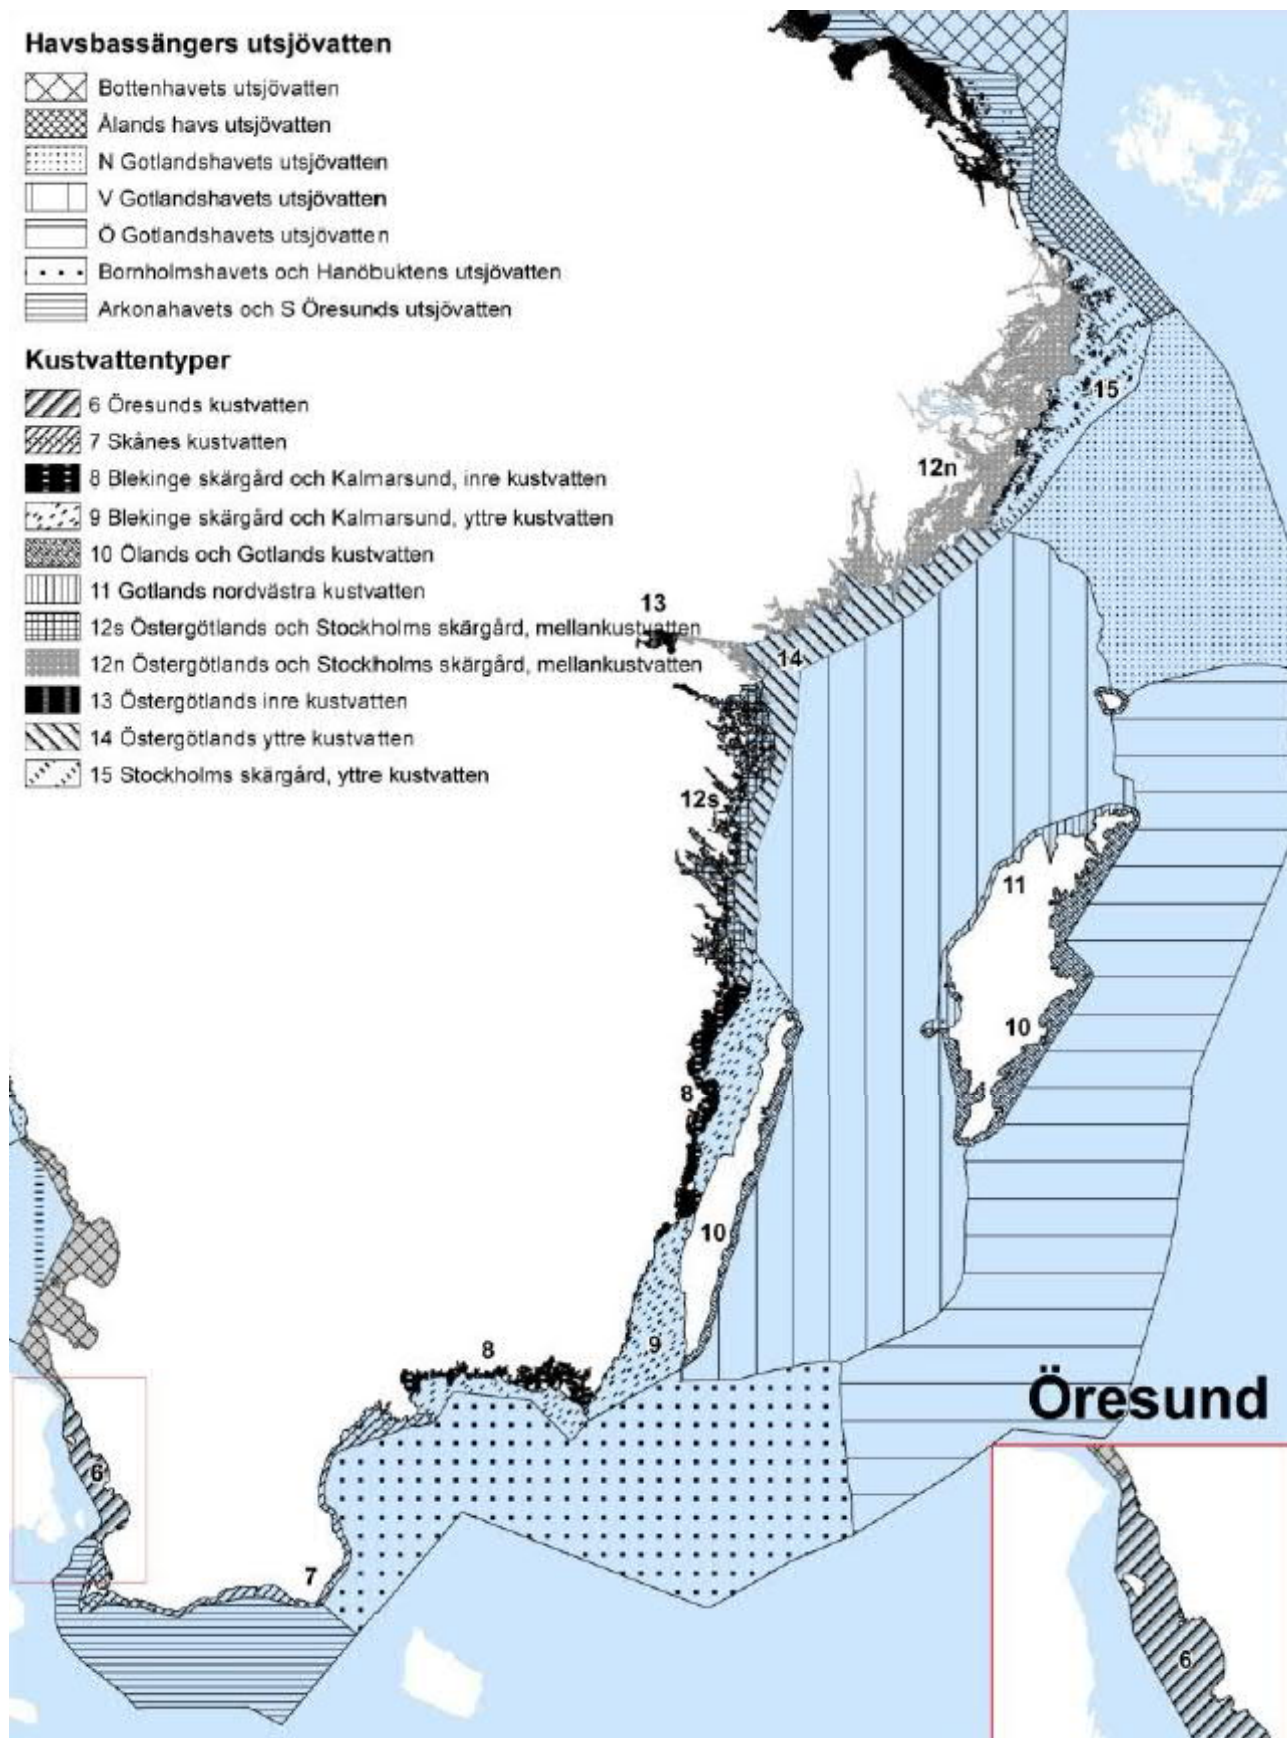 Havsbassängers utsjövatten
Bottenhavets utsjövatten
Ålands havs utsjövatten
N Gotlandshavets utsjövatten
V Gotlandshavets utsjövatten
Ö Gotlandshavets utsjövatten
Bornholmshavets och Hanöbuktens utsjövatten
Arkonahavets och S Öresunds utsjövatten
Kustvattentyper
6 Öresunds kustvatten
7 Skånes kustvatten
8 Blekinge skärgård och Kalmarsund, inre kustvatten
9 Blekinge skärgård och Kalmarsund, yttre kustvatten
10 Ölands och Gotlands kustvatten
11 Gotlands nordvästra kustvatten
12s Östergötlands och Stockholms skärgård, mellankustvatten
12n Östergötlands och Stockholms skärgård, mellankustvatten
13 Östergötlands inre kustvatten
14 Östergötlands yttre kustvatten
15 Stockholms skärgård, yttre kustvatten
15
12n
13
14
12s
11
10
8
10
9
8
6
7
Öresund
6